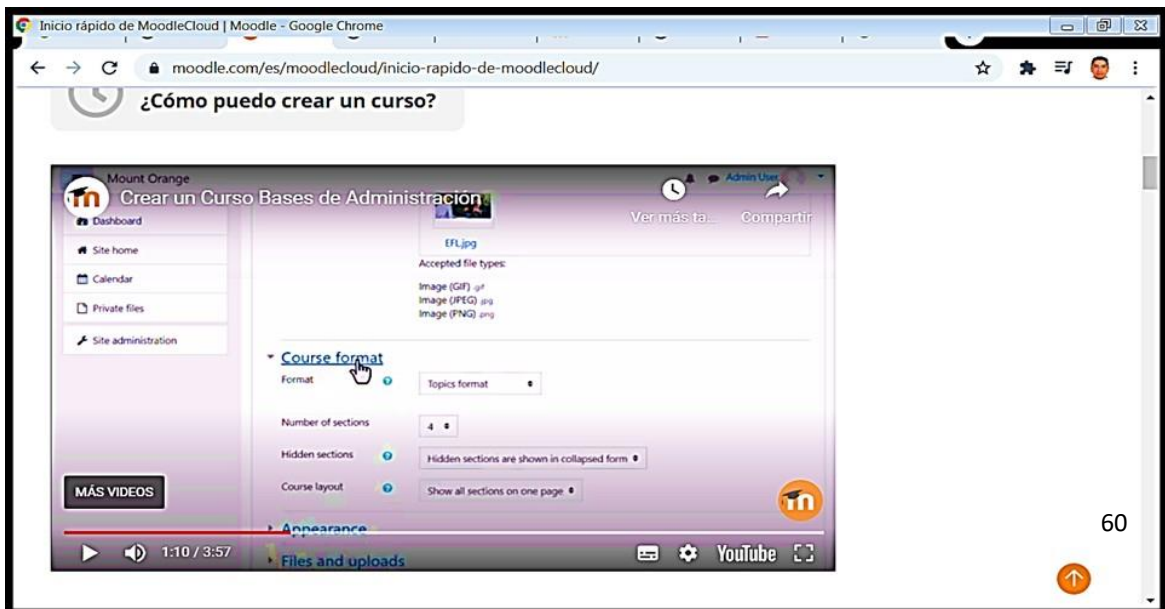 Inicio rápido de MoodleCloud | Moodle - Google Chrome
moodle.com/es/moodlecloud/inicio-rapido-de-moodlecloud/
¿Cómo puedo crear un curso?
Mount Orange
Admin User
Crear un Curso Bases de Administración
Ver más ta...
Compartir
Dashboard
Site home
Calendar
Private files
Site administration
EFL.jpg
Accepted file types:
Image (GIF) .gif
Image (JPEG) .jpg
Image (PNG) .png
Course format
Format Topics format
Number of sections 4
Hidden sections Hidden sections are shown in collapsed form
Course layout Show all sections on one page
MÁS VIDEOS
Appearance
Files and uploads
1:10 / 3:57
YouTube
60